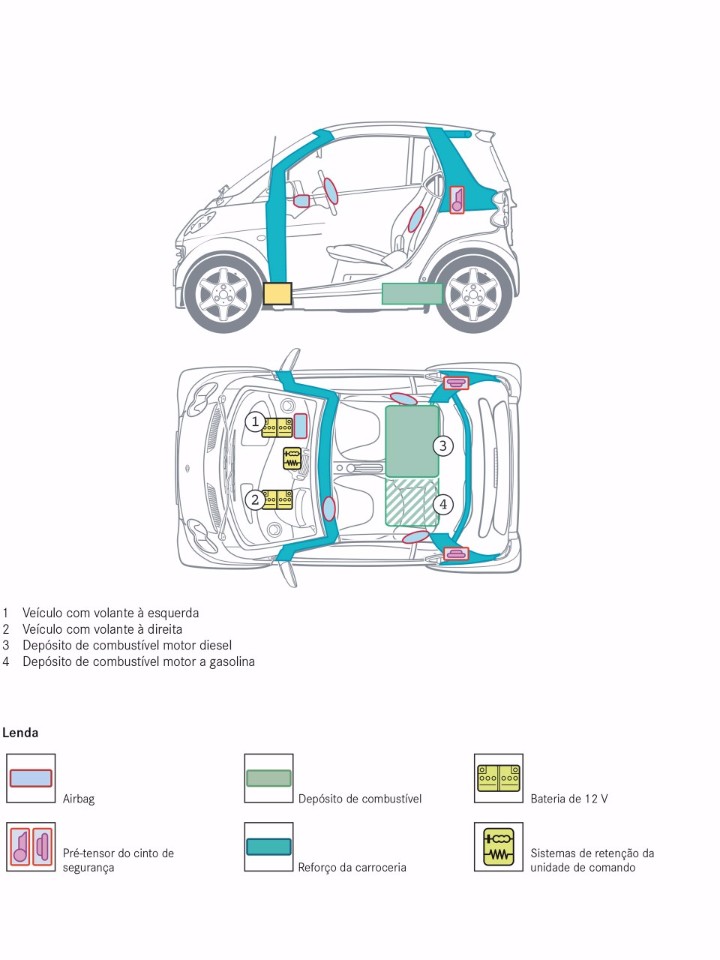 1
2
3
4
1 Veículo com volante à esquerda
2 Veículo com volante à direita
3 Depósito de combustível motor diesel
4 Depósito de combustível motor a gasolina
Lenda
Airbag
Depósito de combustível
Bateria de 12 V
Pré-tensor do cinto de
segurança
Reforço da carroceria
Sistemas de retenção da
unidade de comando